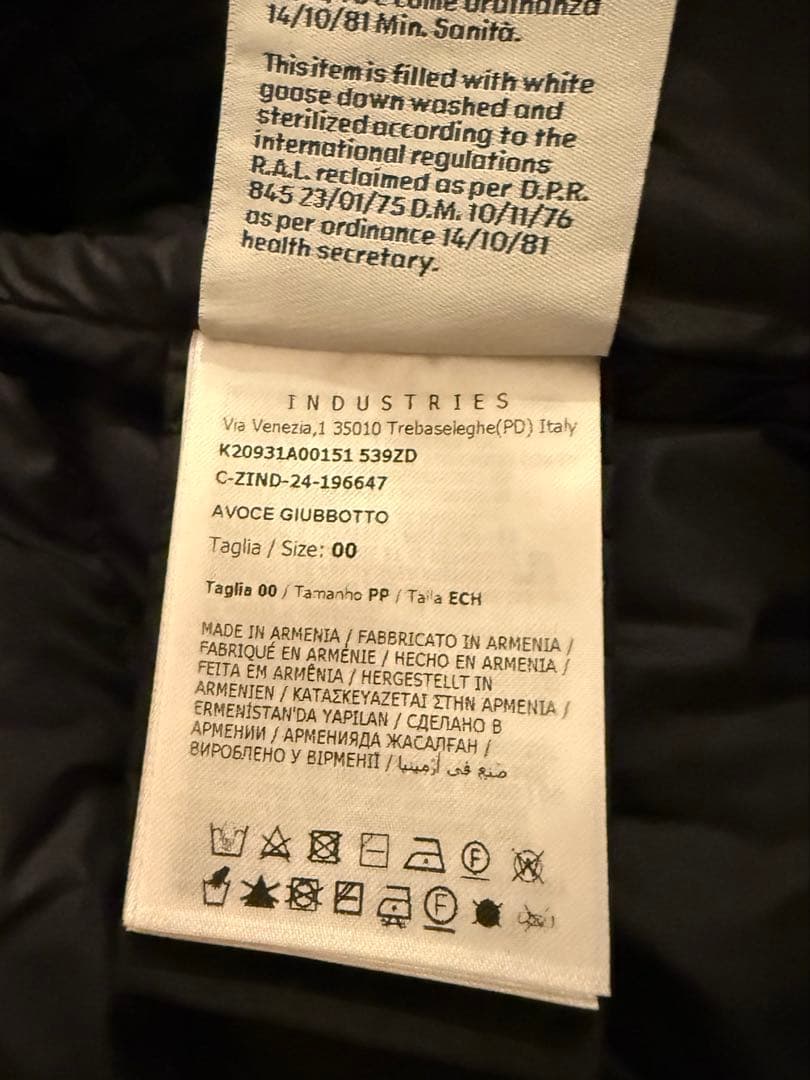 come ordinanza
14/10/81 Min. Sanità.
This item is filled with white
goose down washed and
sterilized according to the
international regulations
R.A.L. reclaimed as per D.P.R.
845 23/01/75 D.M. 10/11/76
as per ordinance 14/10/81
health secretary.
INDUSTRIES
Via Venezia,1 35010 Trebaseleghe(PD) Italy
K20931A00151 539ZD
C-ZIND-24-196647
AVOCE GIUBBOTTO
Taglia / Size: 00
Taglia 00 / Tamanho PP / Talla ECH
MADE IN ARMENIA / FABBRICATO IN ARMENIA /
FABRIQUÉ EN ARMÉNIE / HECHO EN ARMENIA /
FEITA EM ARMÊNIA / HERGESTELLT IN
ARMENIEN / ΚΑΤΑΣΚΕΥΑΖΕΤΑΙ ΣΤΗΝ ΑΡΜΕΝΙΑ /
ERMENİSTAN'DA YAPILAN / СДЕЛАНО В
АРМЕНИИ / АРМЕНИЯДА ЖАСАЛҒАН /
ВИРОБЛЕНО У ВІРМЕНІЇ / صنع في أرمينيا
F
W
F